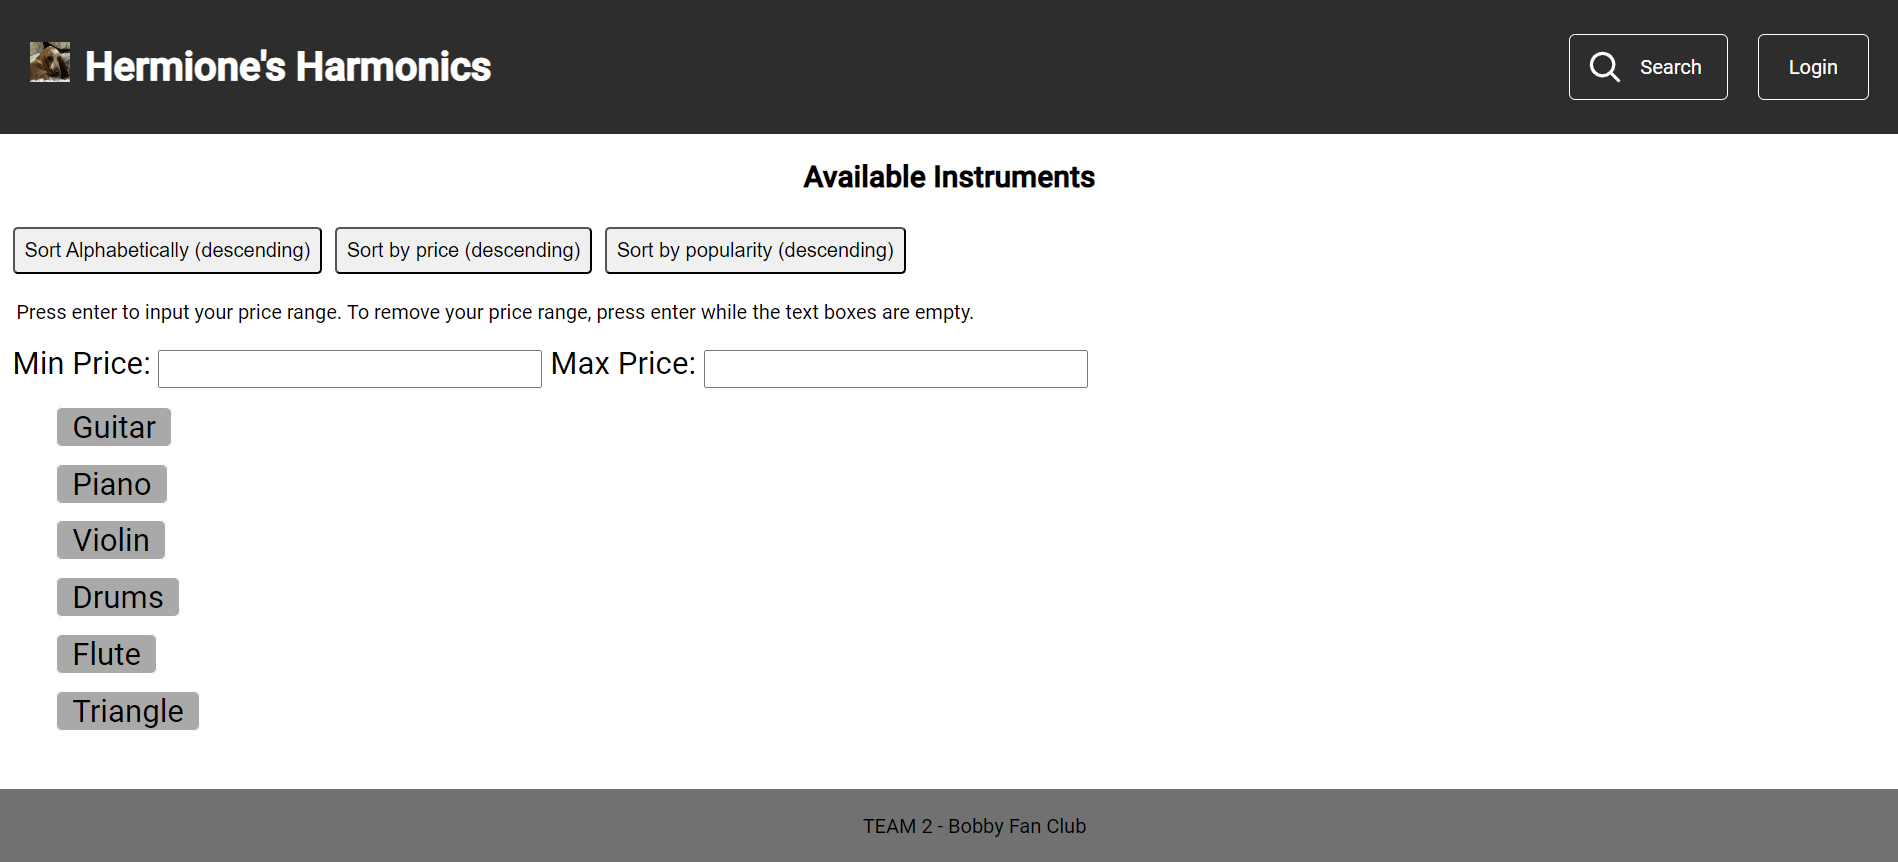 Hermione's Harmonics
Search
Login
Available Instruments
Sort Alphabetically (descending) Sort by price (descending) Sort by popularity (descending)
Press enter to input your price range. To remove your price range, press enter while the text boxes are empty.
Min Price: Max Price:
Guitar
Piano
Violin
Drums
Flute
Triangle
TEAM 2 - Bobby Fan Club